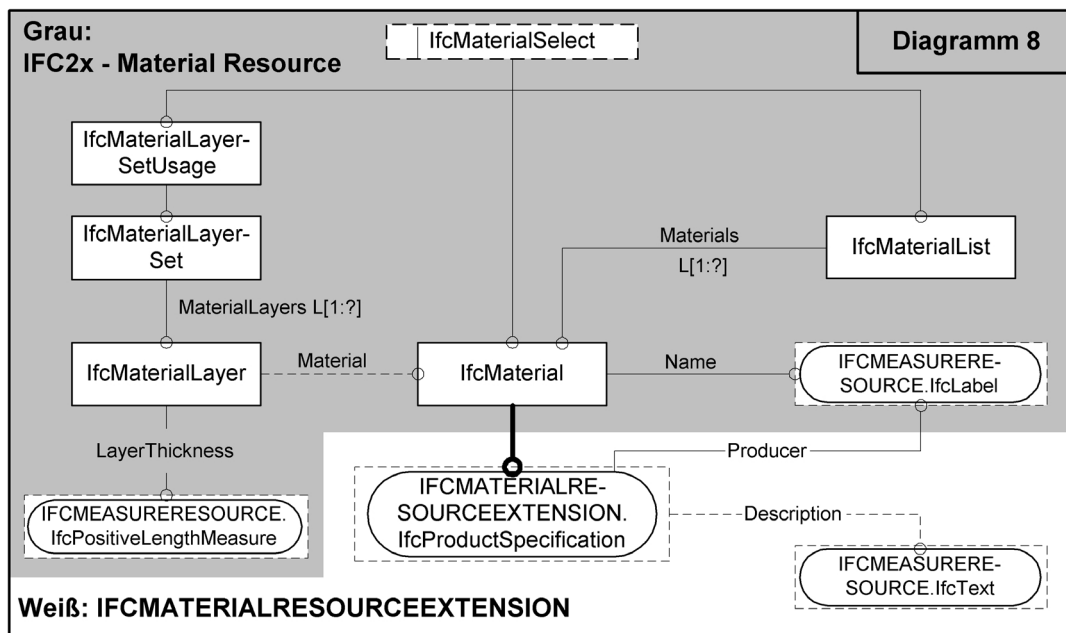 Grau:
IFC2x - Material Resource
IfcMaterialSelect
Diagramm 8
IfcMaterialLayer-
SetUsage
IfcMaterialLayer-
Set
Materials
L[1:?]
IfcMaterialList
MaterialLayers L[1:?]
IfcMaterialLayer
Material
IfcMaterial
Name
IFCMEASURERE-
SOURCE.IfcLabel
LayerThickness
Producer
IFCMEASURERESOURCE.
IfcPositiveLengthMeasure
IFCMATERIALRE-
SOURCEEXTENSION.
IfcProductSpecification
Description
IFCMEASURERE-
SOURCE.IfcText
Weiß: IFCMATERIALRESOURCEEXTENSION